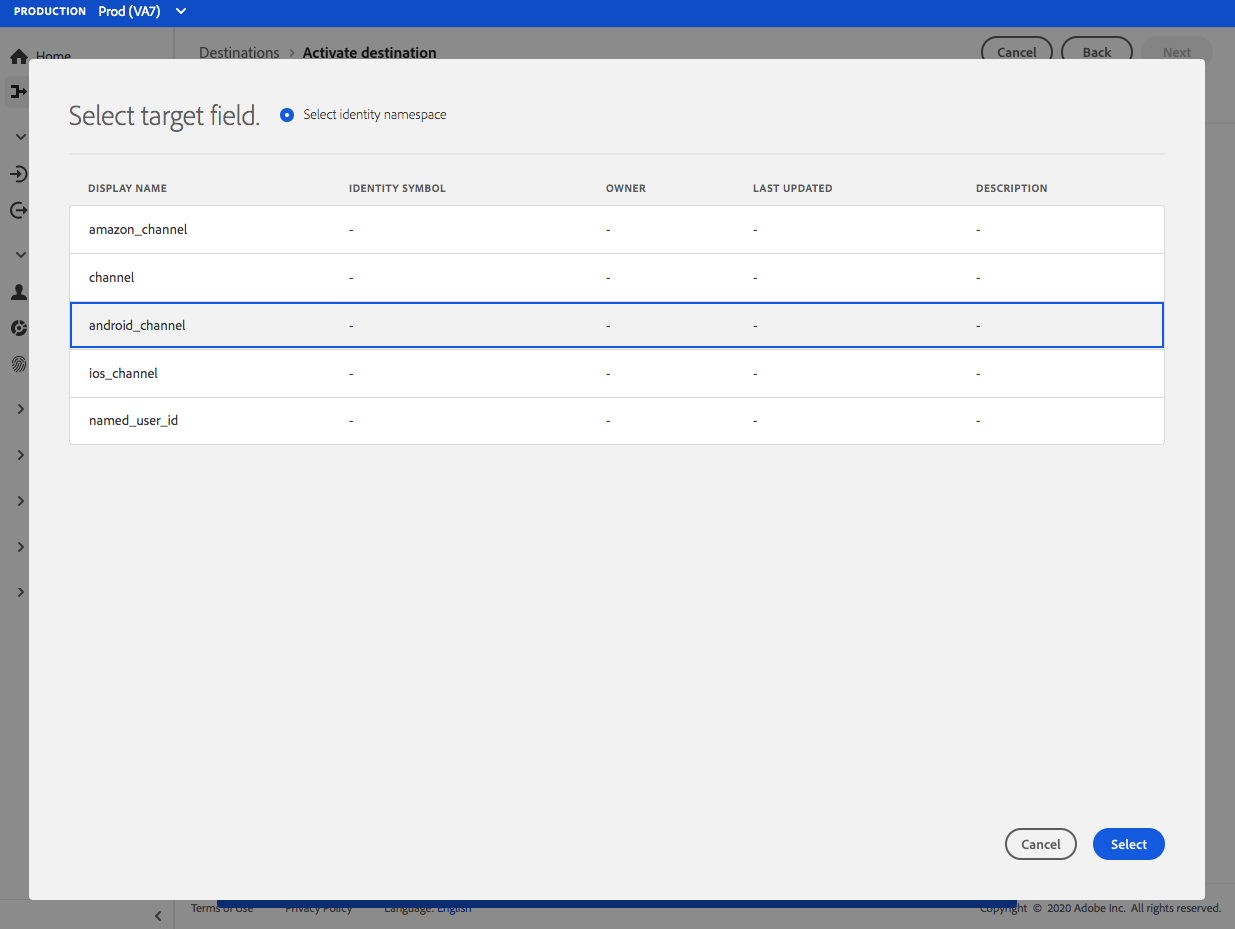 PRODUCTION Prod (VA7)
Home
Destinations > Activate destination
Cancel Back Next
Select target field. Select identity namespace
DISPLAY NAME IDENTITY SYMBOL OWNER LAST UPDATED DESCRIPTION
amazon_channel - - - -
channel - - - -
android_channel - - - -
ios_channel - - - -
named_user_id - - - -
Cancel Select
Terms of Use Privacy Policy Language: English Copyright © 2020 Adobe Inc. All rights reserved.